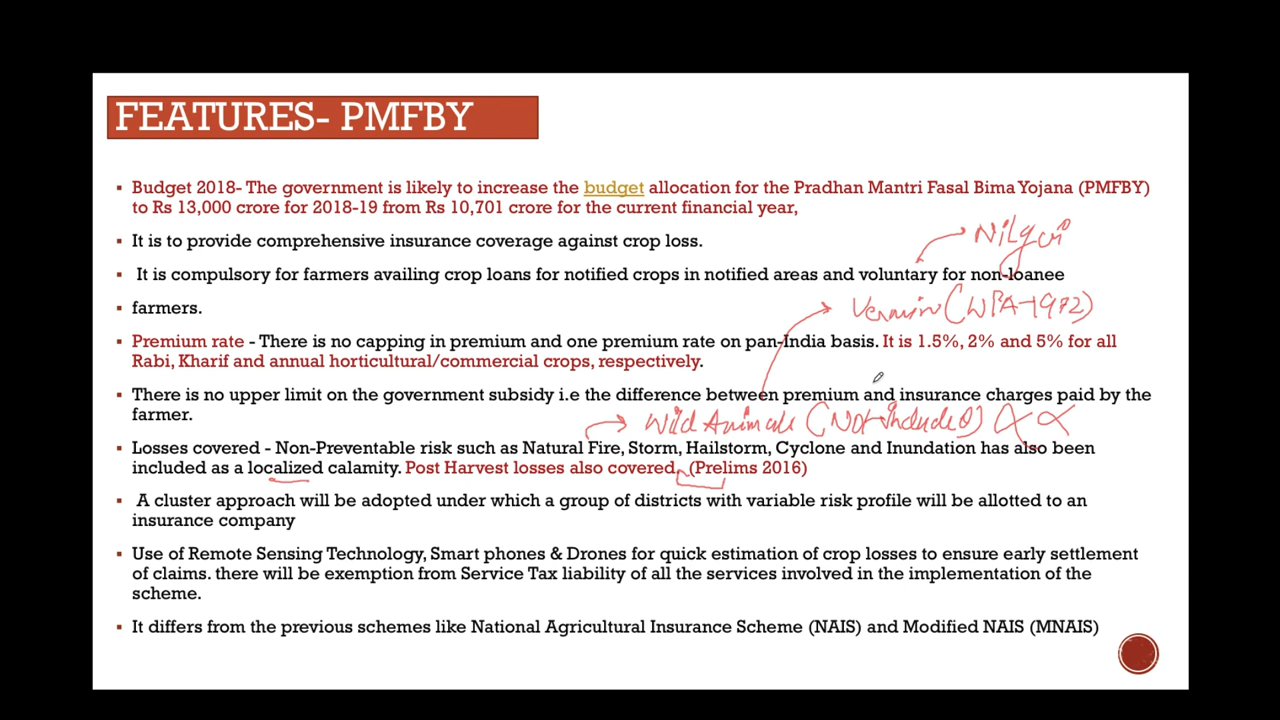 FEATURES- PMFBY
▪ Budget 2018- The government is likely to increase the budget allocation for the Pradhan Mantri Fasal Bima Yojana (PMFBY)
to Rs 13,000 crore for 2018-19 from Rs 10,701 crore for the current financial year,
Nilgai
▪ It is to provide comprehensive insurance coverage against crop loss.
▪ It is compulsory for farmers availing crop loans for notified crops in notified areas and voluntary for non-loanee
▪ farmers.
Vermin (WPA-1972)
▪ Premium rate - There is no capping in premium and one premium rate on pan-India basis. It is 1.5%, 2% and 5% for all
Rabi, Kharif and annual horticultural/commercial crops, respectively.
▪ There is no upper limit on the government subsidy i.e the difference between premium and insurance charges paid by the
farmer.
Wild Animals (Not included)
▪ Losses covered - Non-Preventable risk such as Natural Fire, Storm, Hailstorm, Cyclone and Inundation has also been
included as a localized calamity. Post Harvest losses also covered. (Prelims 2016)
▪ A cluster approach will be adopted under which a group of districts with variable risk profile will be allotted to an
insurance company
▪ Use of Remote Sensing Technology, Smart phones & Drones for quick estimation of crop losses to ensure early settlement
of claims. there will be exemption from Service Tax liability of all the services involved in the implementation of the
scheme.
▪ It differs from the previous schemes like National Agricultural Insurance Scheme (NAIS) and Modified NAIS (MNAIS)